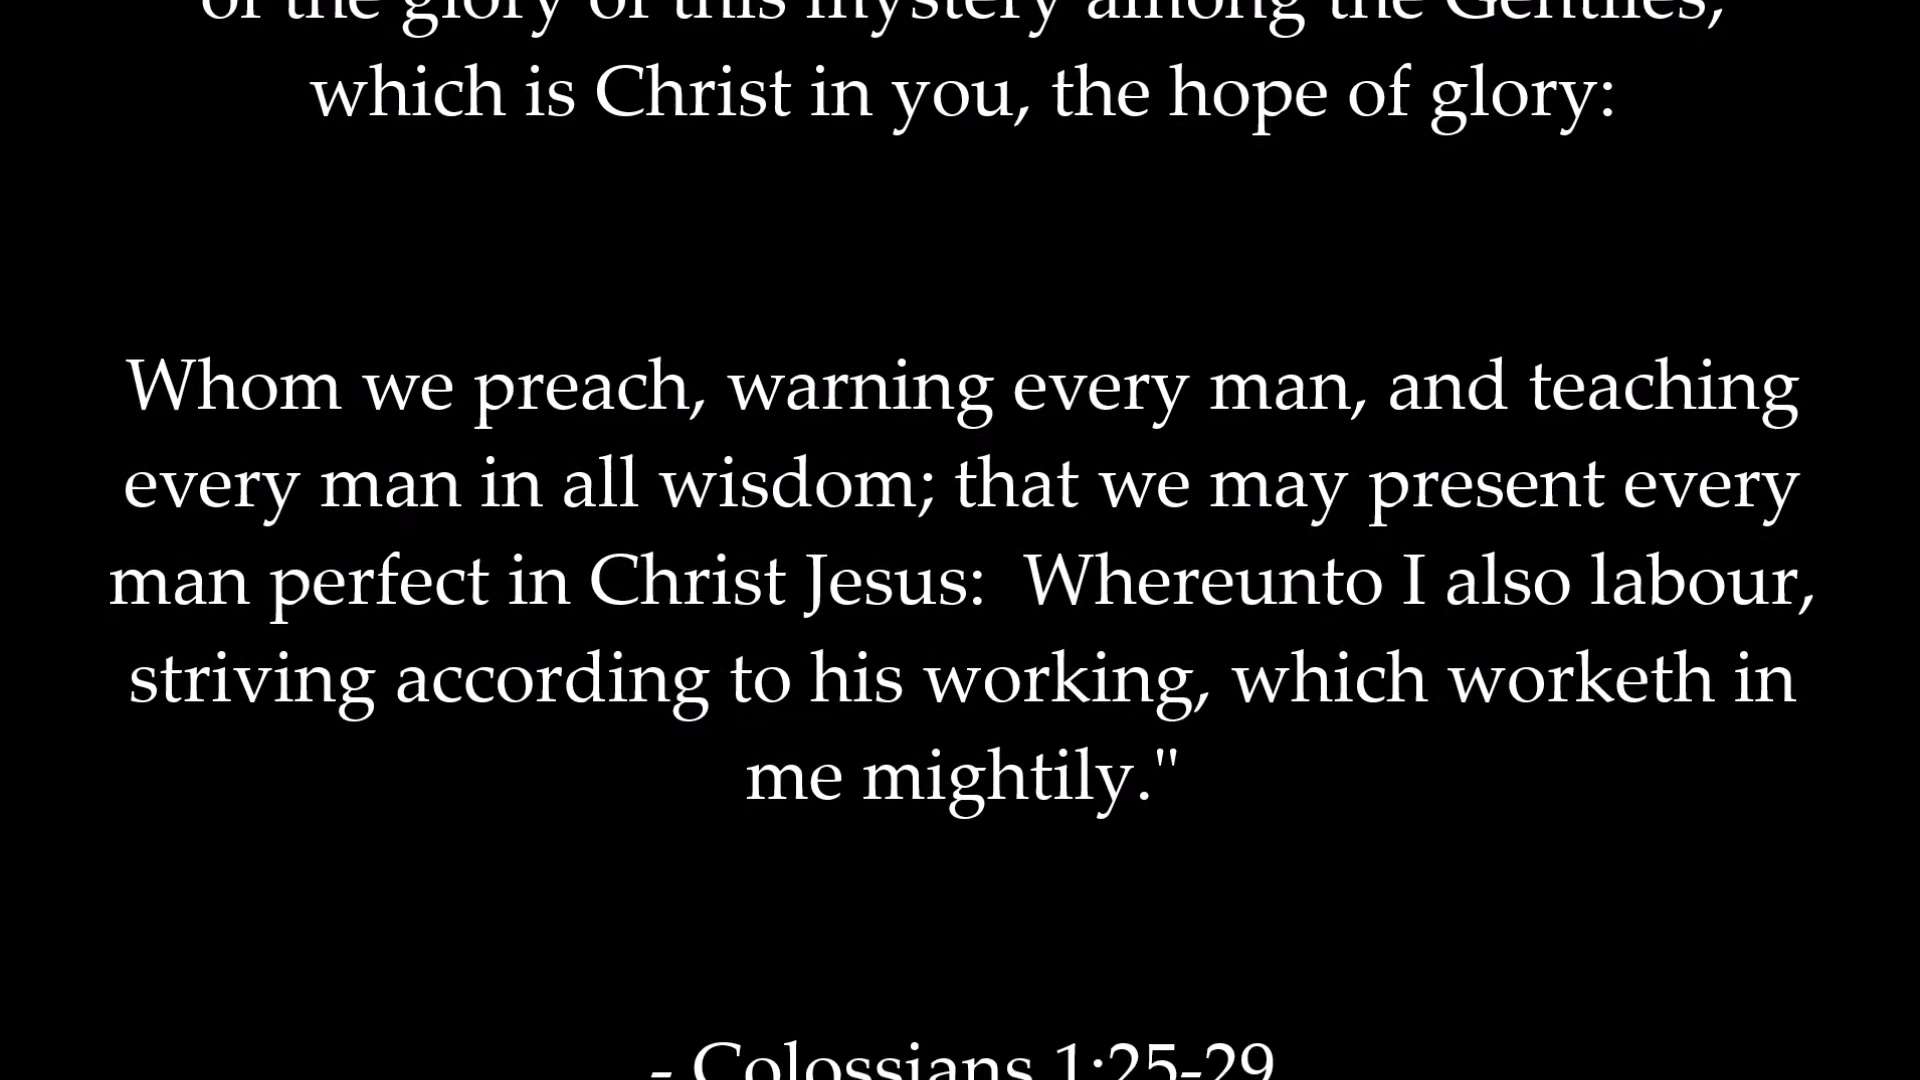 of the glory of this mystery among the Gentiles,
which is Christ in you, the hope of glory:
Whom we preach, warning every man, and teaching
every man in all wisdom; that we may present every
man perfect in Christ Jesus:  Whereunto I also labour,
striving according to his working, which worketh in
me mightily."
- Colossians 1:25-29